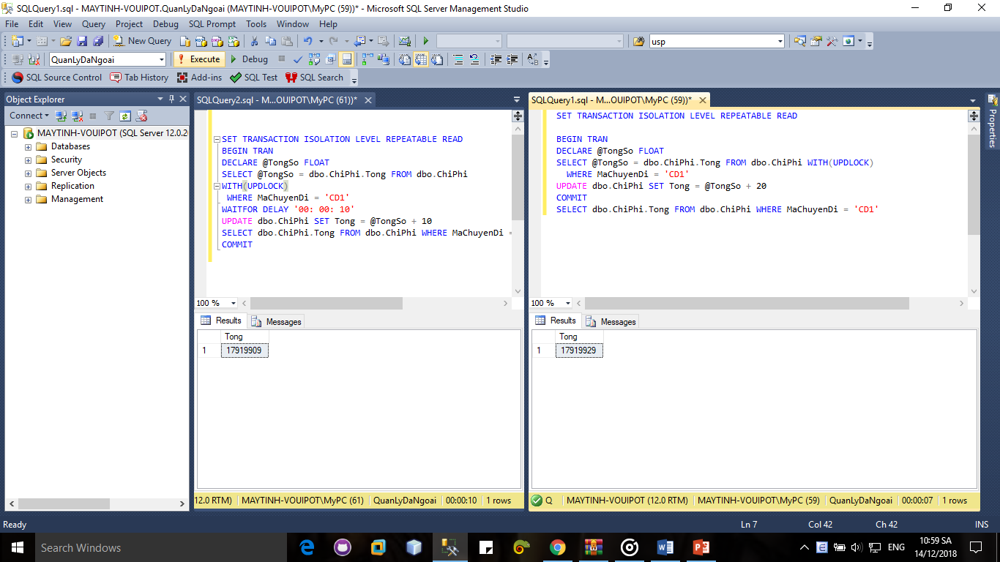 SQLQuery1.sql - MAYTINH-VOUIPOT.QuanLyDaNgoai (MAYTINH-VOUIPOT\MyPC (59))* - Microsoft SQL Server Management Studio
File Edit View Query Project Debug SQL Prompt Tools Window Help
New Query usp
QuanLyDaNgoai Execute Debug
SQL Source Control Tab History Add-ins SQL Test SQL Search
Object Explorer
Connect
MAYTINH-VOUIPOT (SQL Server 12.0.2
Databases
Security
Server Objects
Replication
Management
SQLQuery2.sql - M...OUIPOT\MyPC (61))*
SET TRANSACTION ISOLATION LEVEL REPEATABLE READ
BEGIN TRAN
DECLARE @TongSo FLOAT
SELECT @TongSo = dbo.ChiPhi.Tong FROM dbo.ChiPhi
WITH(UPDLOCK)
WHERE MaChuyenDi = 'CD1'
WAITFOR DELAY '00: 00: 10'
UPDATE dbo.ChiPhi SET Tong = @TongSo + 10
SELECT dbo.ChiPhi.Tong FROM dbo.ChiPhi WHERE MaChuyenDi =
COMMIT
100 %
Results Messages
Tong
1 17919909
12.0 RTM) MAYTINH-VOUIPOT\MyPC (61) QuanLyDaNgoai 00:00:10 1 rows
SQLQuery1.sql - M...OUIPOT\MyPC (59))*
SET TRANSACTION ISOLATION LEVEL REPEATABLE READ
BEGIN TRAN
DECLARE @TongSo FLOAT
SELECT @TongSo = dbo.ChiPhi.Tong FROM dbo.ChiPhi WITH(UPDLOCK)
WHERE MaChuyenDi = 'CD1'
UPDATE dbo.ChiPhi SET Tong = @TongSo + 20
COMMIT
SELECT dbo.ChiPhi.Tong FROM dbo.ChiPhi WHERE MaChuyenDi = 'CD1'
100 %
Results Messages
Tong
1 17919929
Q MAYTINH-VOUIPOT (12.0 RTM) MAYTINH-VOUIPOT\MyPC (59) QuanLyDaNgoai 00:00:07 1 rows
Properties
Ready Ln 7 Col 42 Ch 42 INS
Search Windows
ENG
10:59 SA
14/12/2018